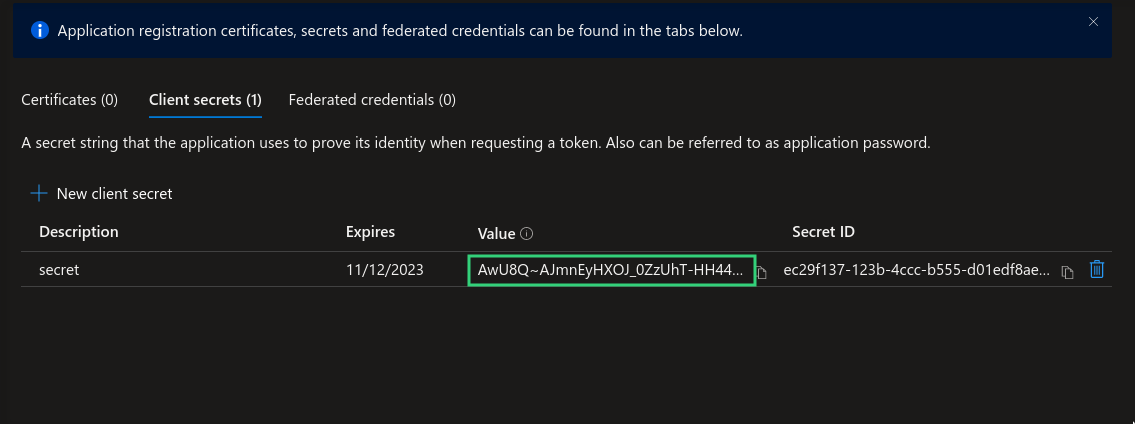 Application registration certificates, secrets and federated credentials can be found in the tabs below.
Certificates (0) Client secrets (1) Federated credentials (0)
A secret string that the application uses to prove its identity when requesting a token. Also can be referred to as application password.
New client secret
Description Expires Value Secret ID
secret 11/12/2023 AwU8Q~AJmnEyHXOJ_0ZzUhT-HH44... ec29f137-123b-4ccc-b555-d01edf8ae...